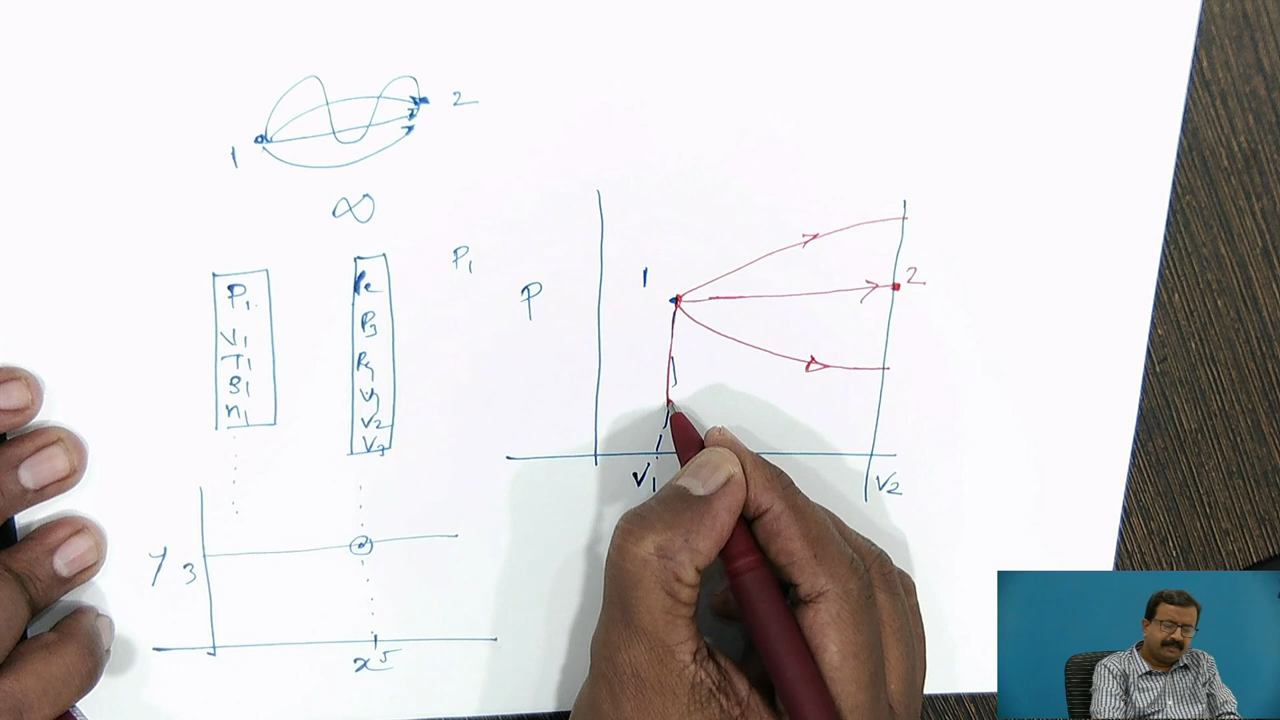 1
2
∞
P₁
V₁
T₁
S₁
n₁
P₂
P₃
P₄
V₂
V₃
P₁
P
1
2
V₁
V₂
y 3
x 5